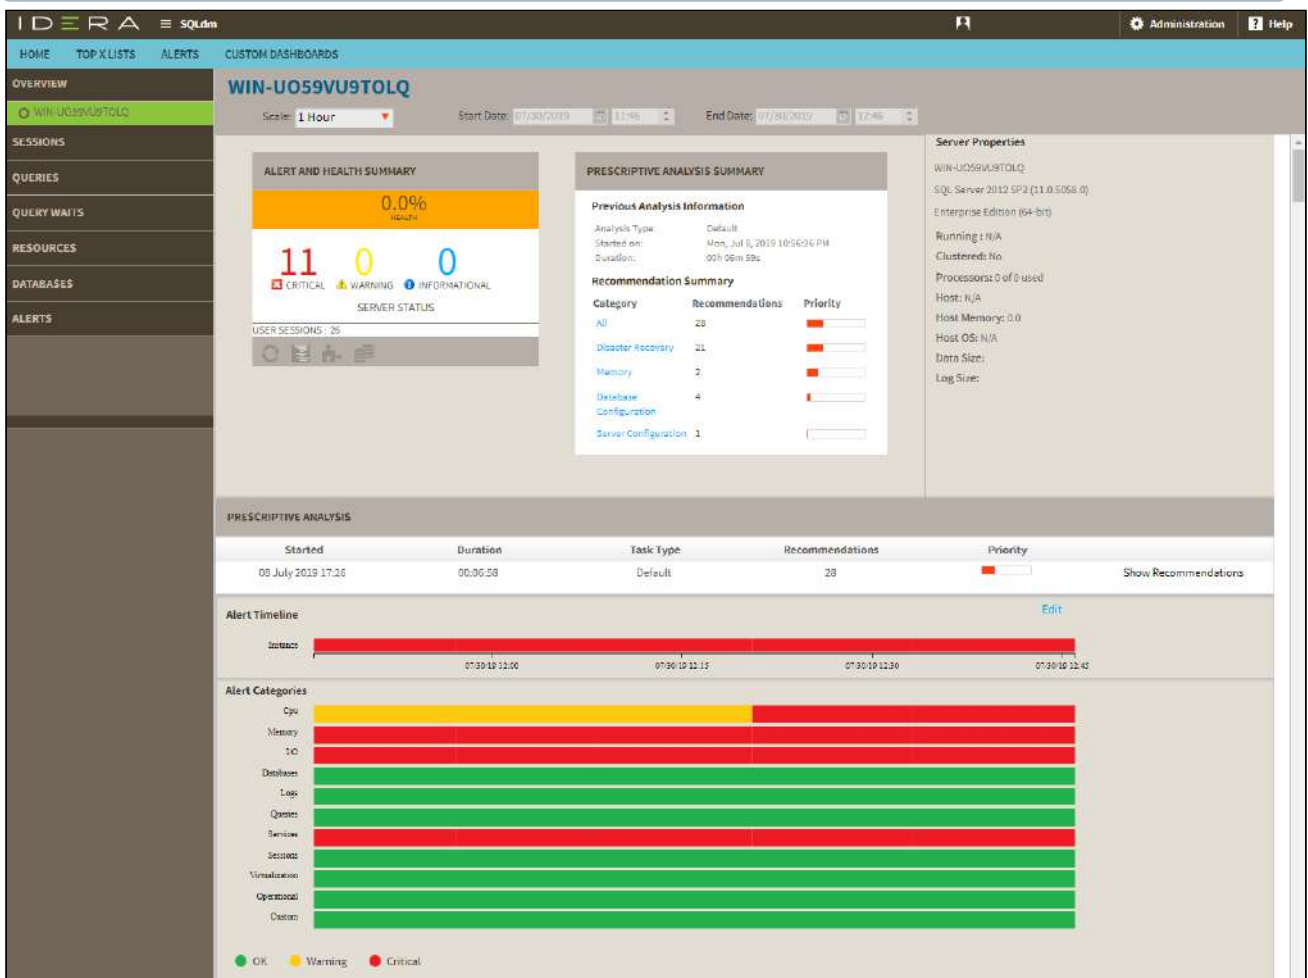 IDERA ≡ SQLdm Administration ? Help
HOME TOP X LISTS ALERTS CUSTOM DASHBOARDS
OVERVIEW
WIN-UO59VU9TOLQ
SESSIONS
QUERIES
QUERY WAITS
RESOURCES
DATABASES
ALERTS
WIN-UO59VU9TOLQ
Scale: 1 Hour Start Date: 07/30/2019 11:46 End Date: 07/30/2019 12:46
ALERT AND HEALTH SUMMARY
0.0%
HEALTH
11 0 0
CRITICAL WARNING INFORMATIONAL
SERVER STATUS
USER SESSIONS : 26
PRESCRIPTIVE ANALYSIS SUMMARY
Previous Analysis Information
Analysis Type: Default
Started on: Mon, Jul 8, 2019 10:56:36 PM
Duration: 00h 06m 59s
Recommendation Summary
Category Recommendations Priority
All 28
Disaster Recovery 21
Memory 2
Database Configuration 4
Server Configuration 1
Server Properties
WIN-UO59VU9TOLQ
SQL Server 2012 SP2 (11.0.5058.0)
Enterprise Edition (64-bit)
Running : N/A
Clustered: No
Processors: 0 of 0 used
Host: N/A
Host Memory: 0.0
Host OS: N/A
Data Size:
Log Size:
PRESCRIPTIVE ANALYSIS
Started Duration Task Type Recommendations Priority
08 July 2019 17:26 00:06:58 Default 28 Show Recommendations
Alert Timeline Edit
Instance
07/30/19 12:00 07/30/19 12:15 07/30/19 12:30 07/30/19 12:45
Alert Categories
Cpu
Memory
I/O
Databases
Logs
Queries
Services
Sessions
Virtualization
Operational
Custom
OK Warning Critical